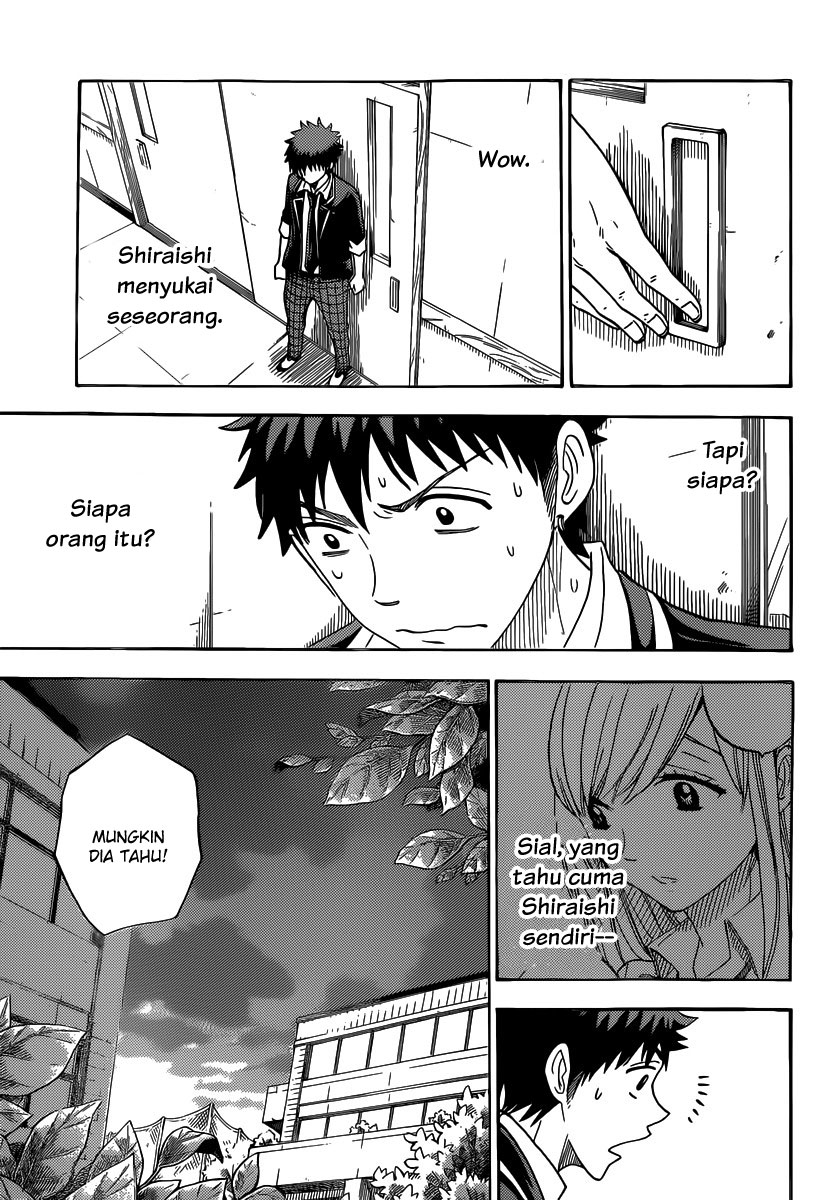 Wow.
Shiraishi
menyukai
seseorang.
Tapi
siapa?
Siapa
orang itu?
Sial, yang
tahu cuma
Shiraishi
sendiri--
MUNGKIN
DIA TAHU!